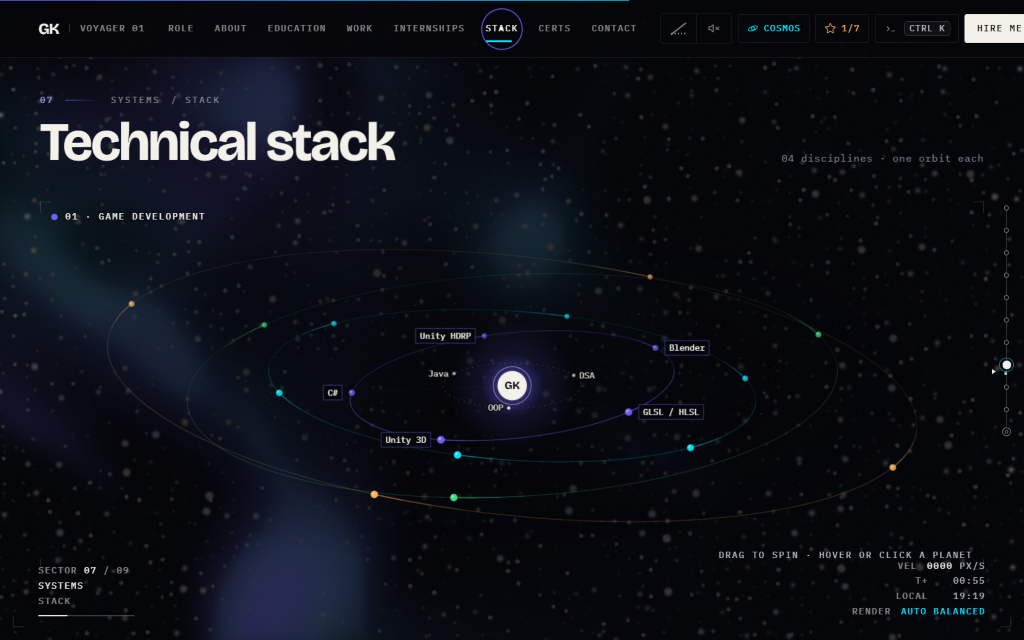 GK VOYAGER 01 ROLE ABOUT EDUCATION WORK INTERNSHIPS STACK CERTS CONTACT COSMOS 1/7 >_ CTRL K HIRE ME
07 SYSTEMS / STACK
Technical stack
04 disciplines · one orbit each
01 · GAME DEVELOPMENT
Unity HDRP
Blender
Java
DSA
GK
C#
OOP
GLSL / HLSL
Unity 3D
DRAG TO SPIN · HOVER OR CLICK A PLANET
VEL 0000 PX/S
T+ 00:55
LOCAL 19:19
RENDER AUTO BALANCED
SECTOR 07 / 09
SYSTEMS
STACK